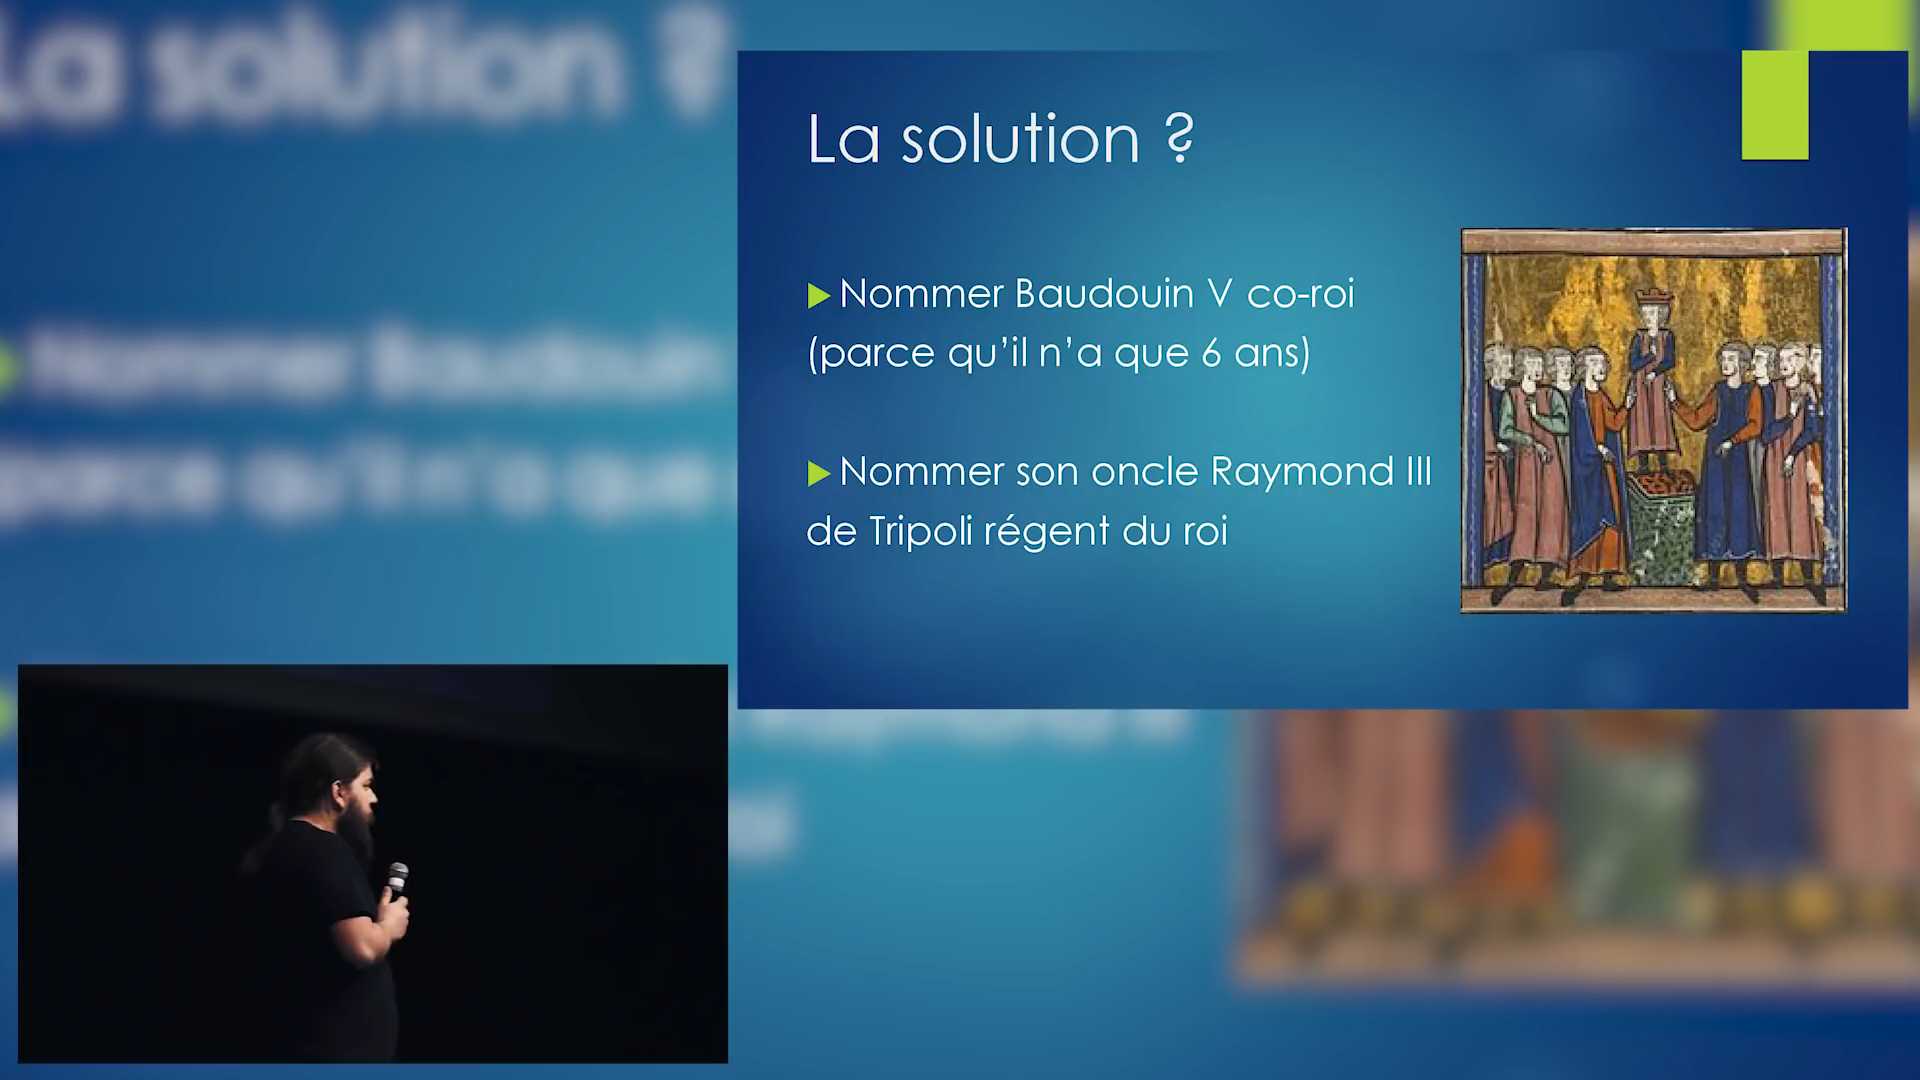 La solution ?
Nommer Baudouin V co-roi
(parce qu'il n'a que 6 ans)
Nommer son oncle Raymond III
de Tripoli régent du roi